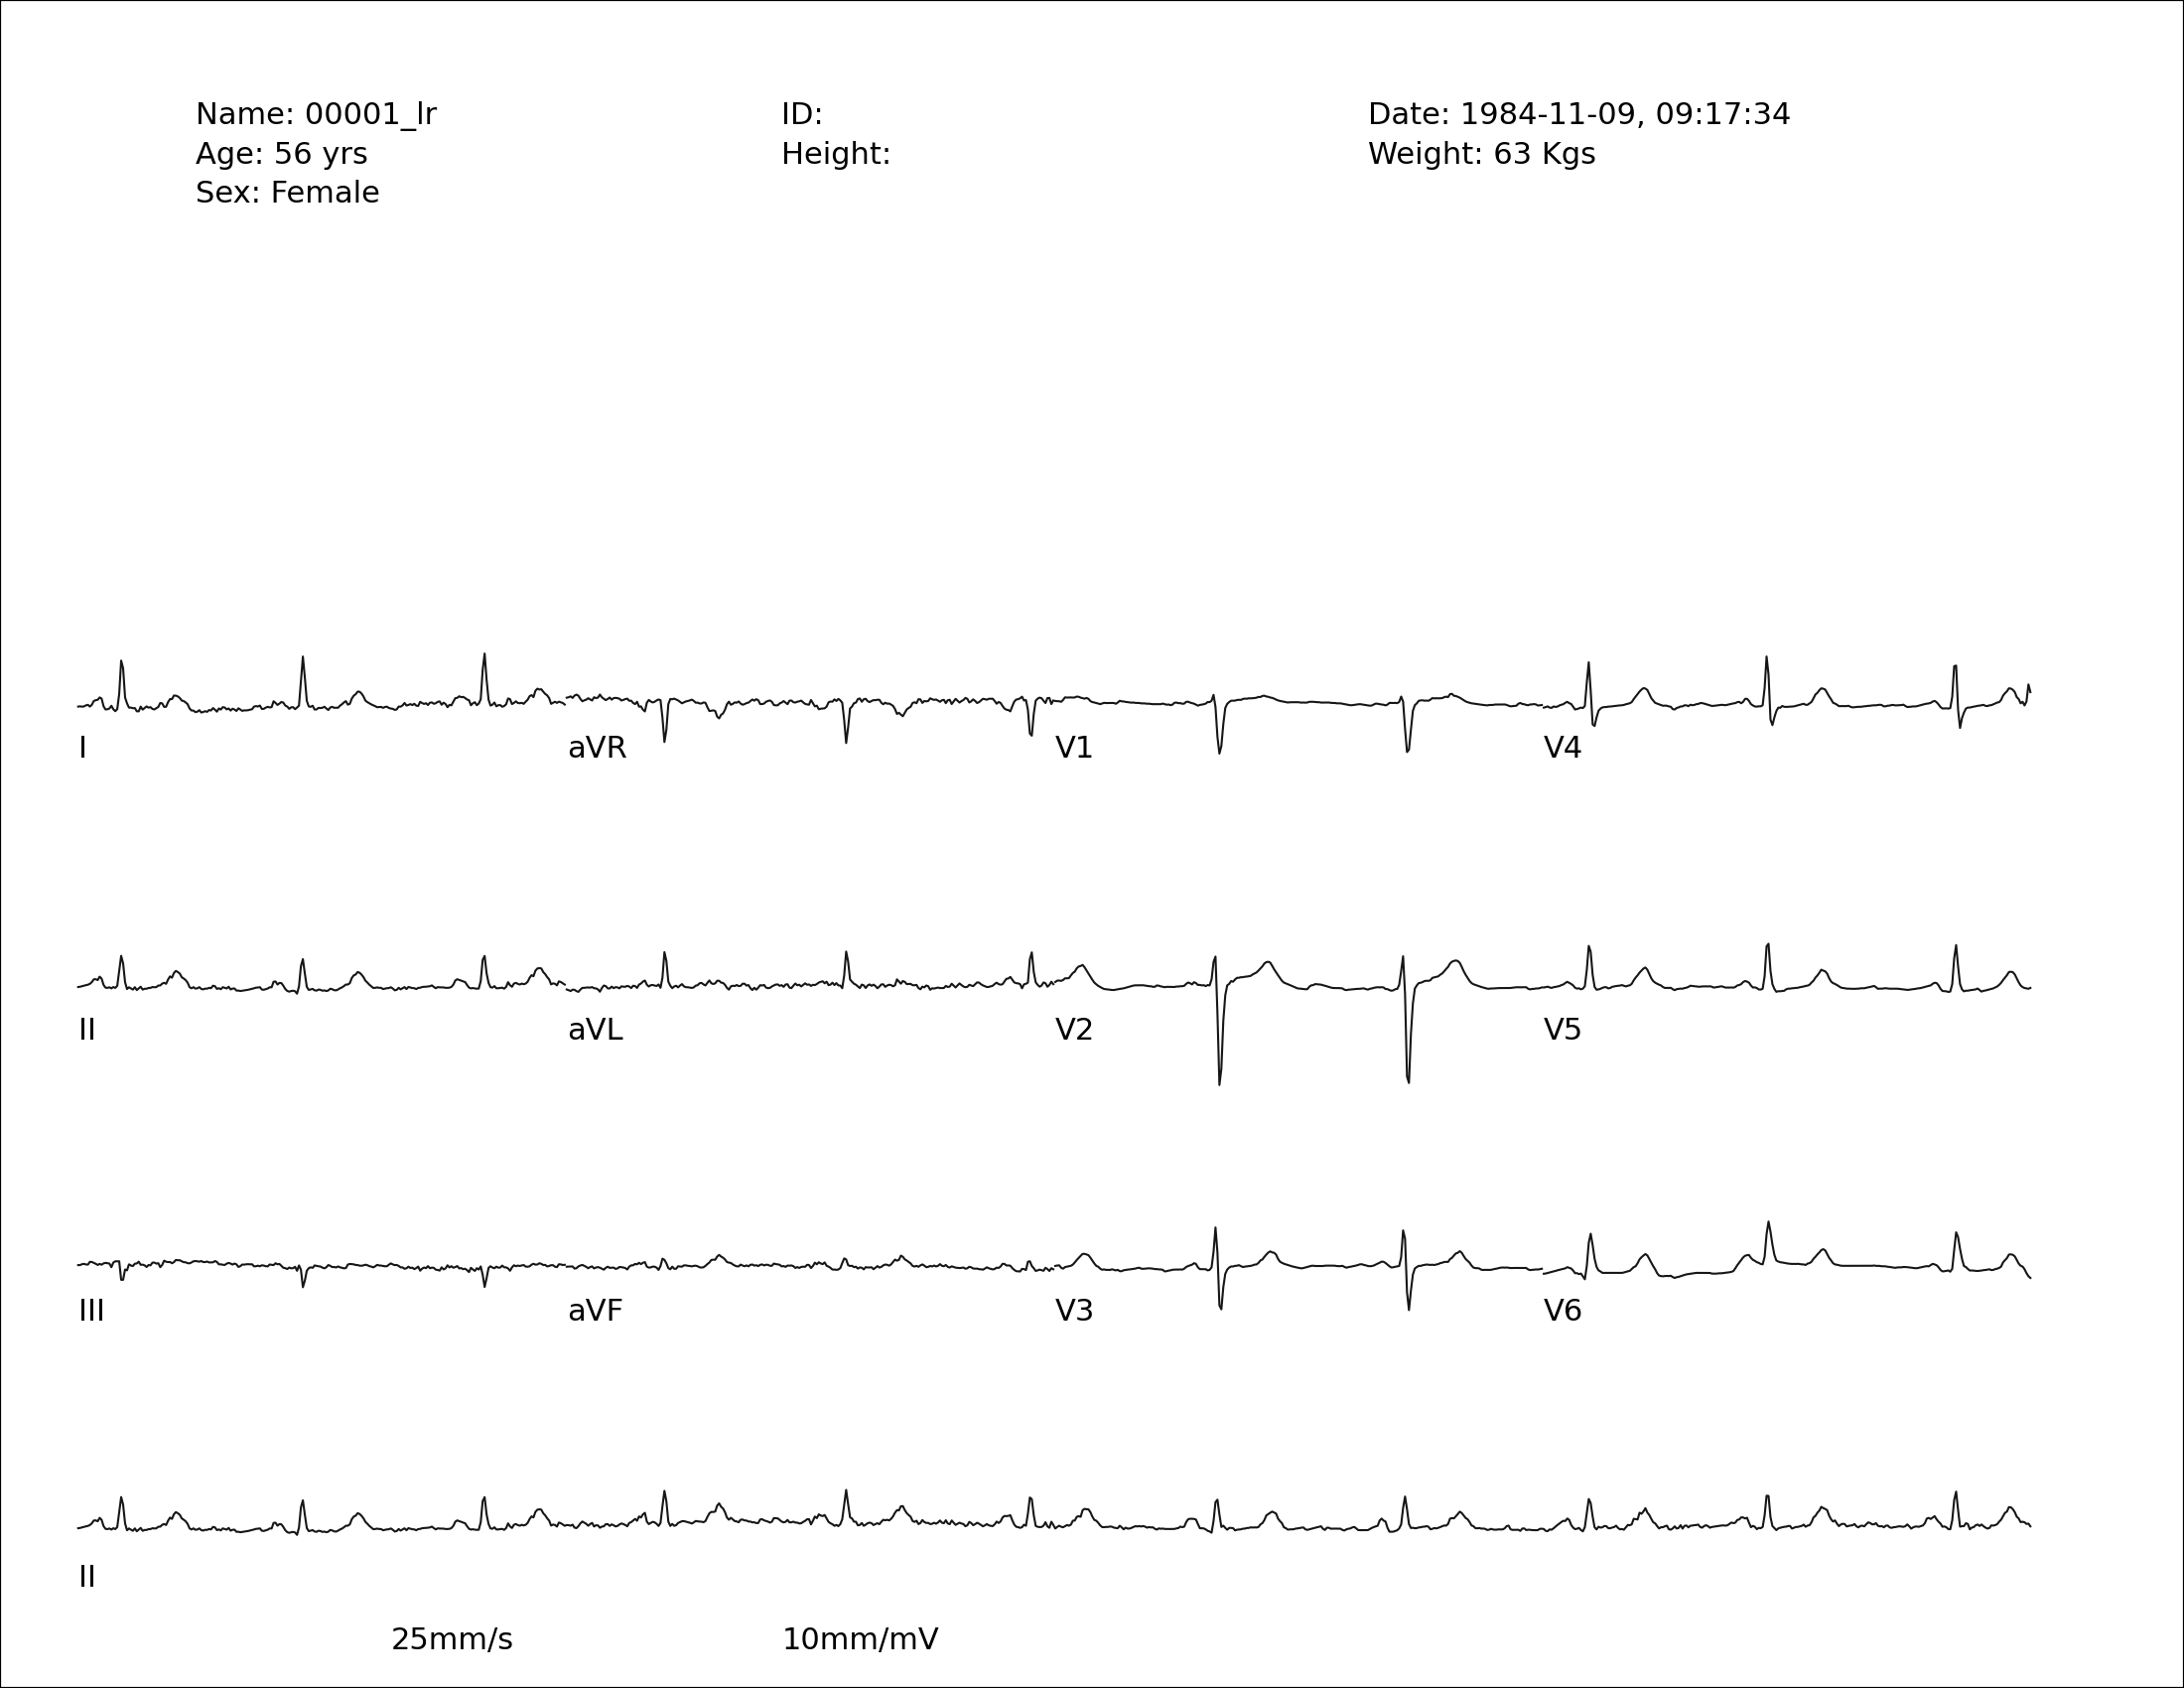 Name: 00001_lr
Age: 56 yrs
Sex: Female
ID:
Height:
Date: 1984-11-09, 09:17:34
Weight: 63 Kgs
I
aVR
V1
V4
II
aVL
V2
V5
III
aVF
V3
V6
II
25mm/s
10mm/mV